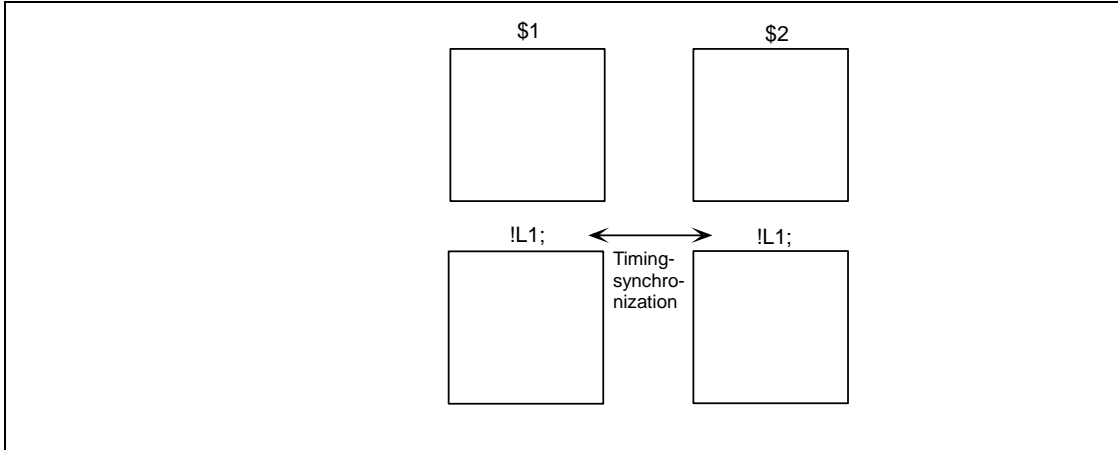 $1
$2
!L1;
!L1;
Timing-
synchro-
nization